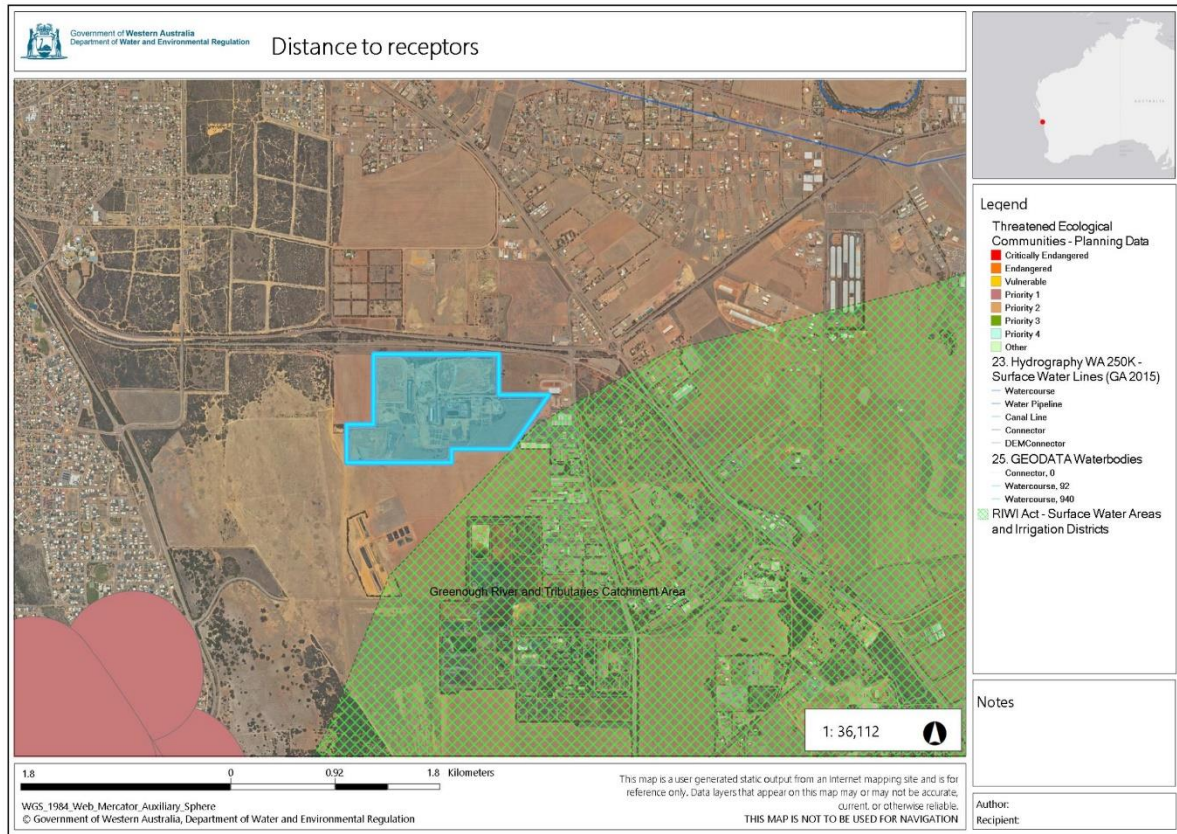 Government of Western Australia
Department of Water and Environmental Regulation
Distance to receptors
AUSTRALIA
Legend
Threatened Ecological
Communities - Planning Data
Critically Endangered
Endangered
Vulnerable
Priority 1
Priority 2
Priority 3
Priority 4
Other
23. Hydrography WA 250K -
Surface Water Lines (GA 2015)
Watercourse
Water Pipeline
Canal Line
Connector
DEMConnector
25. GEODATA Waterbodies
Connector, 0
Watercourse, 92
Watercourse, 940
RIWI Act - Surface Water Areas
and Irrigation Districts
Greenough River and Tributaries Catchment Area
1: 36,112
Notes
1.8 0 0.92 1.8 Kilometers
WGS_1984_Web_Mercator_Auxiliary_Sphere
© Government of Western Australia, Department of Water and Environmental Regulation
This map is a user generated static output from an Internet mapping site and is for
reference only. Data layers that appear on this map may or may not be accurate,
current, or otherwise reliable.
THIS MAP IS NOT TO BE USED FOR NAVIGATION
Author:
Recipient: